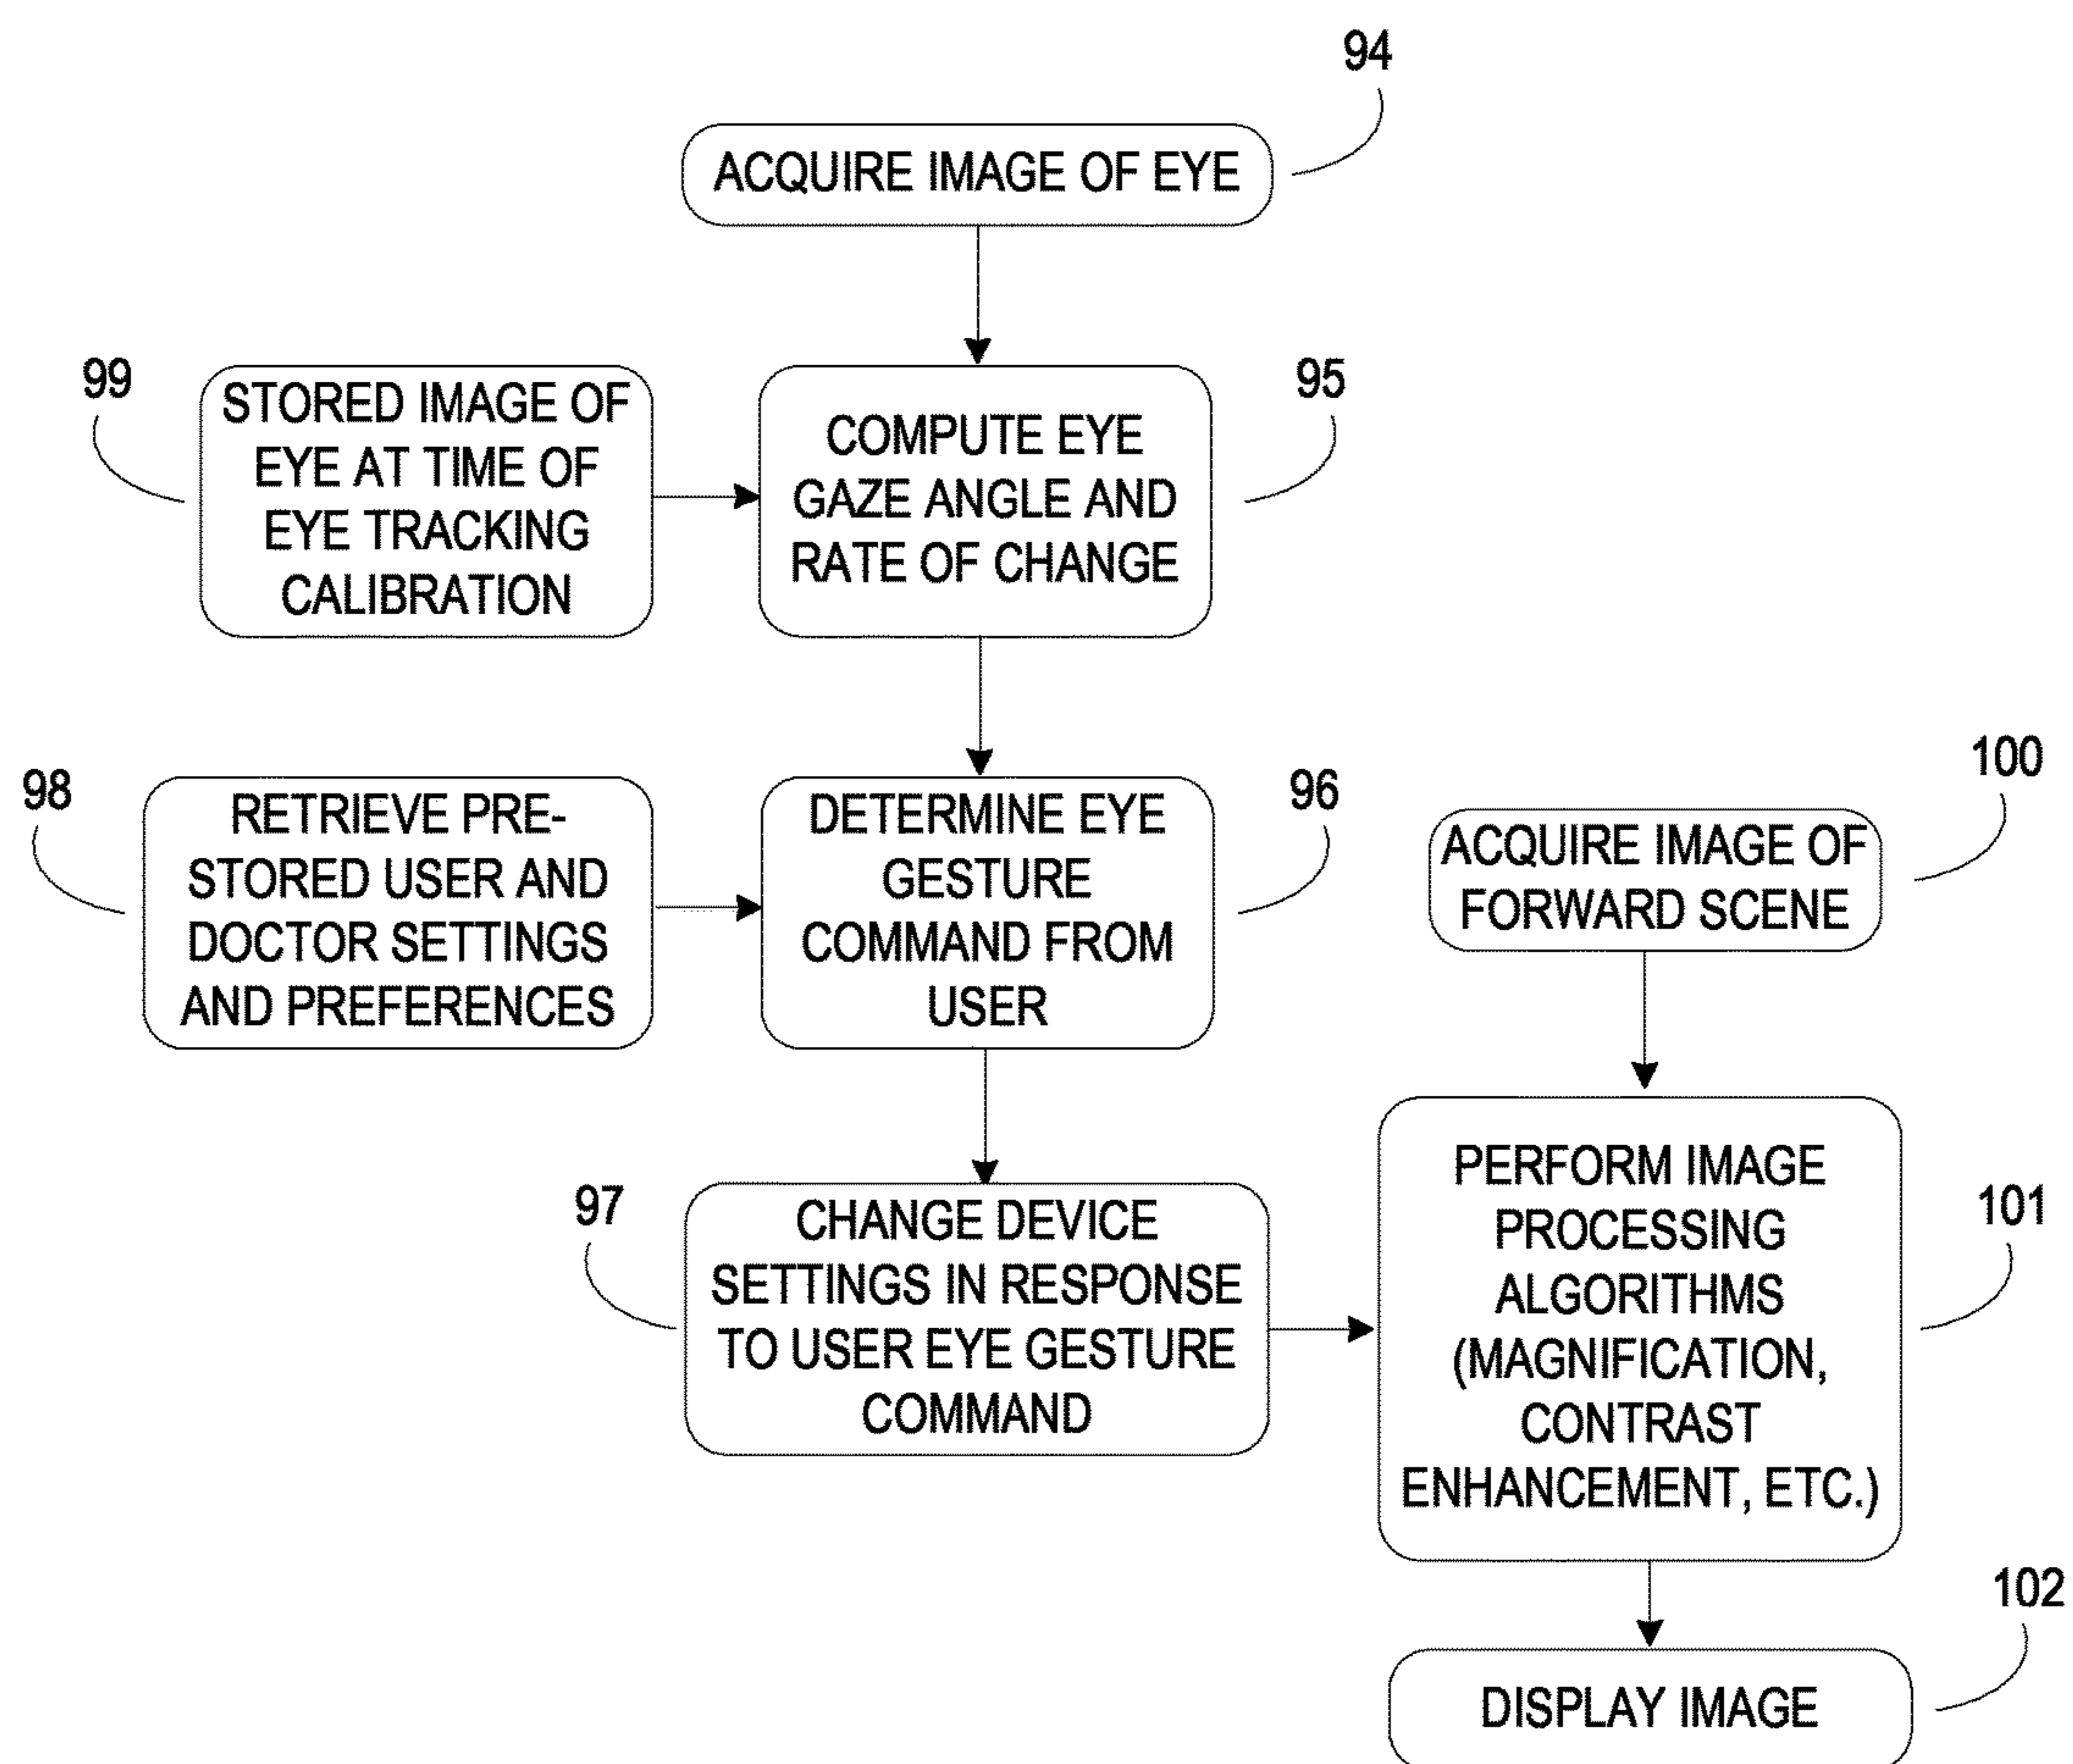 94
ACQUIRE IMAGE OF EYE
99
STORED IMAGE OF
EYE AT TIME OF
EYE TRACKING
CALIBRATION
95
COMPUTE EYE
GAZE ANGLE AND
RATE OF CHANGE
98
RETRIEVE PRE-
STORED USER AND
DOCTOR SETTINGS
AND PREFERENCES
96
DETERMINE EYE
GESTURE
COMMAND FROM
USER
100
ACQUIRE IMAGE OF
FORWARD SCENE
97
CHANGE DEVICE
SETTINGS IN RESPONSE
TO USER EYE GESTURE
COMMAND
101
PERFORM IMAGE
PROCESSING
ALGORITHMS
(MAGNIFICATION,
CONTRAST
ENHANCEMENT, ETC.)
102
DISPLAY IMAGE